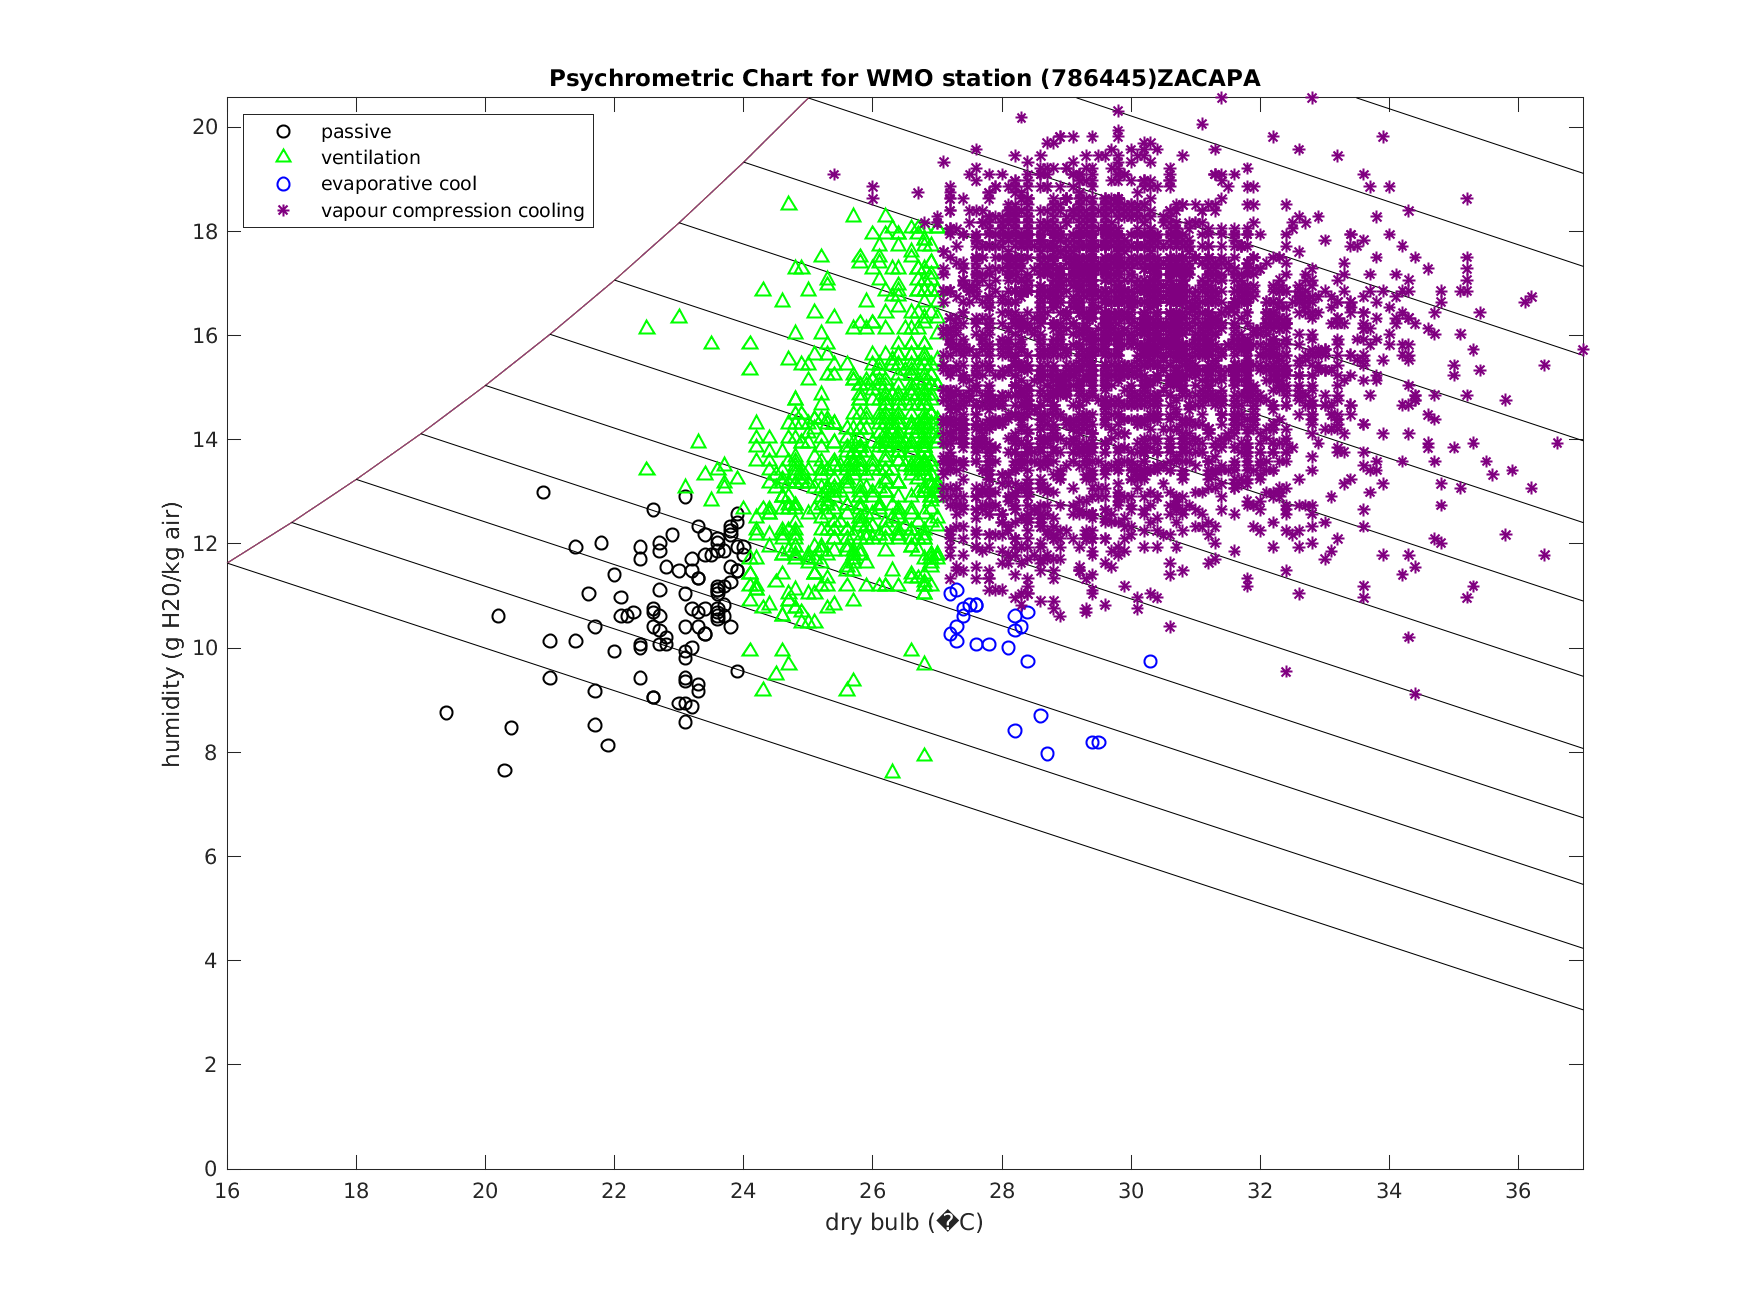 Psychrometric Chart for WMO station (786445)ZACAPA
passive
ventilation
evaporative cool
vapour compression cooling
humidity (g H20/kg air)
20
18
16
14
12
10
8
6
4
2
0
16 18 20 22 24 26 28 30 32 34 36
dry bulb (�C)